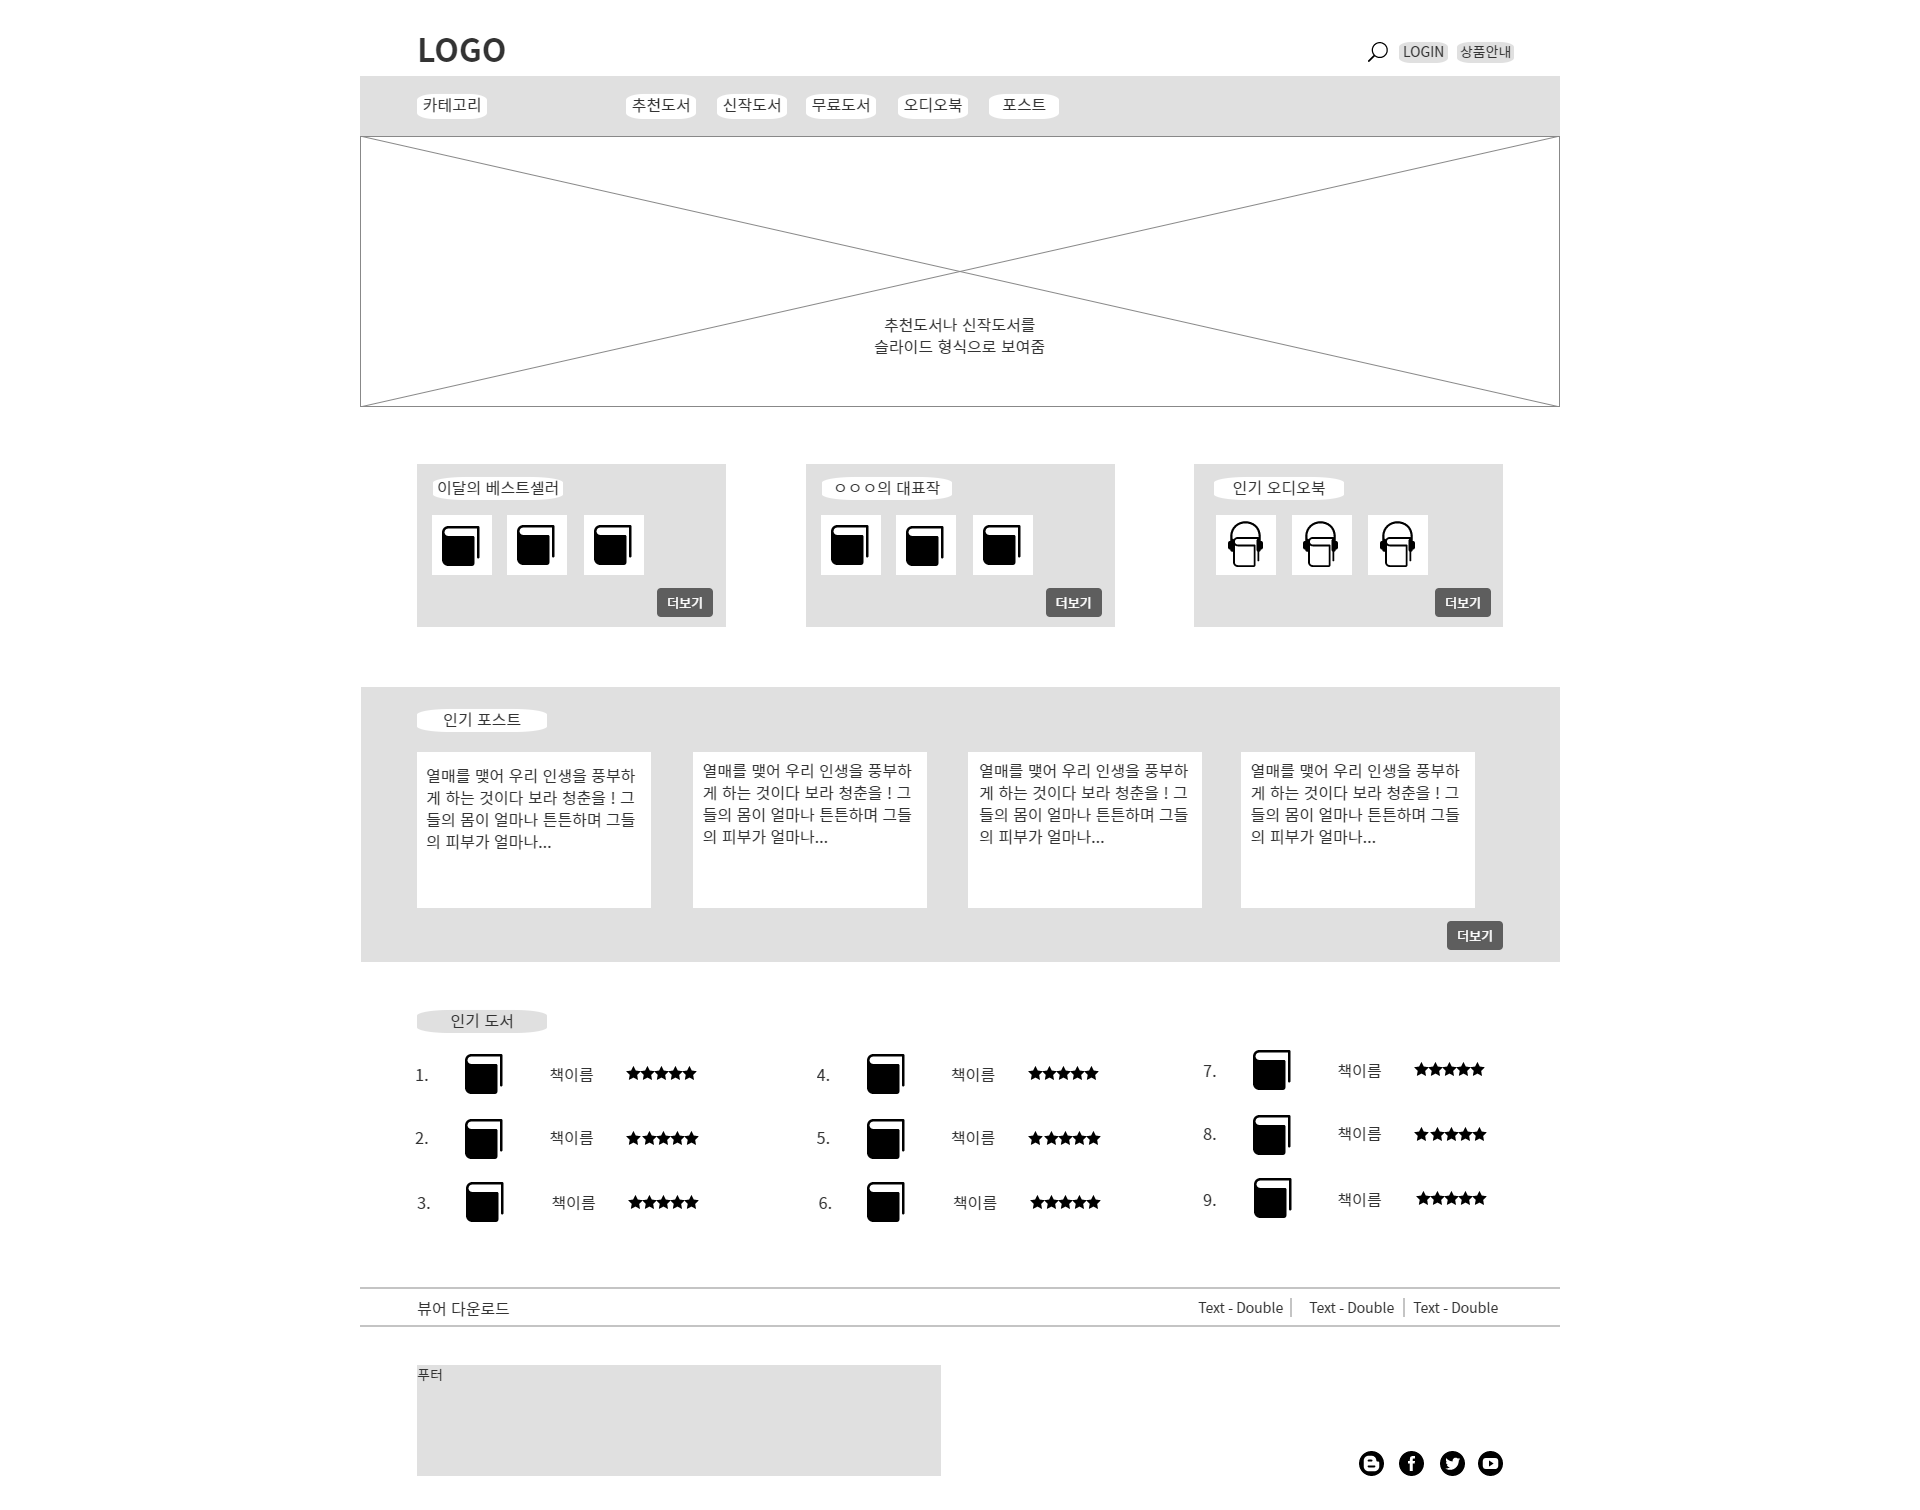 LOGO
LOGIN
상품안내
카테고리
추천도서
신작도서
무료도서
오디오북
포스트
추천도서나 신작도서를
슬라이드 형식으로 보여줌
이달의 베스트셀러
더보기
ㅇㅇㅇ의 대표작
더보기
인기 오디오북
더보기
인기 포스트
열매를 맺어 우리 인생을 풍부하
게 하는 것이다 보라 청춘을 ! 그
들의 몸이 얼마나 튼튼하며 그들
의 피부가 얼마나...
열매를 맺어 우리 인생을 풍부하
게 하는 것이다 보라 청춘을 ! 그
들의 몸이 얼마나 튼튼하며 그들
의 피부가 얼마나...
열매를 맺어 우리 인생을 풍부하
게 하는 것이다 보라 청춘을 ! 그
들의 몸이 얼마나 튼튼하며 그들
의 피부가 얼마나...
열매를 맺어 우리 인생을 풍부하
게 하는 것이다 보라 청춘을 ! 그
들의 몸이 얼마나 튼튼하며 그들
의 피부가 얼마나...
더보기
인기 도서
1. 책이름
2. 책이름
3. 책이름
4. 책이름
5. 책이름
6. 책이름
7. 책이름
8. 책이름
9. 책이름
뷰어 다운로드
Text - Double
Text - Double
Text - Double
푸터